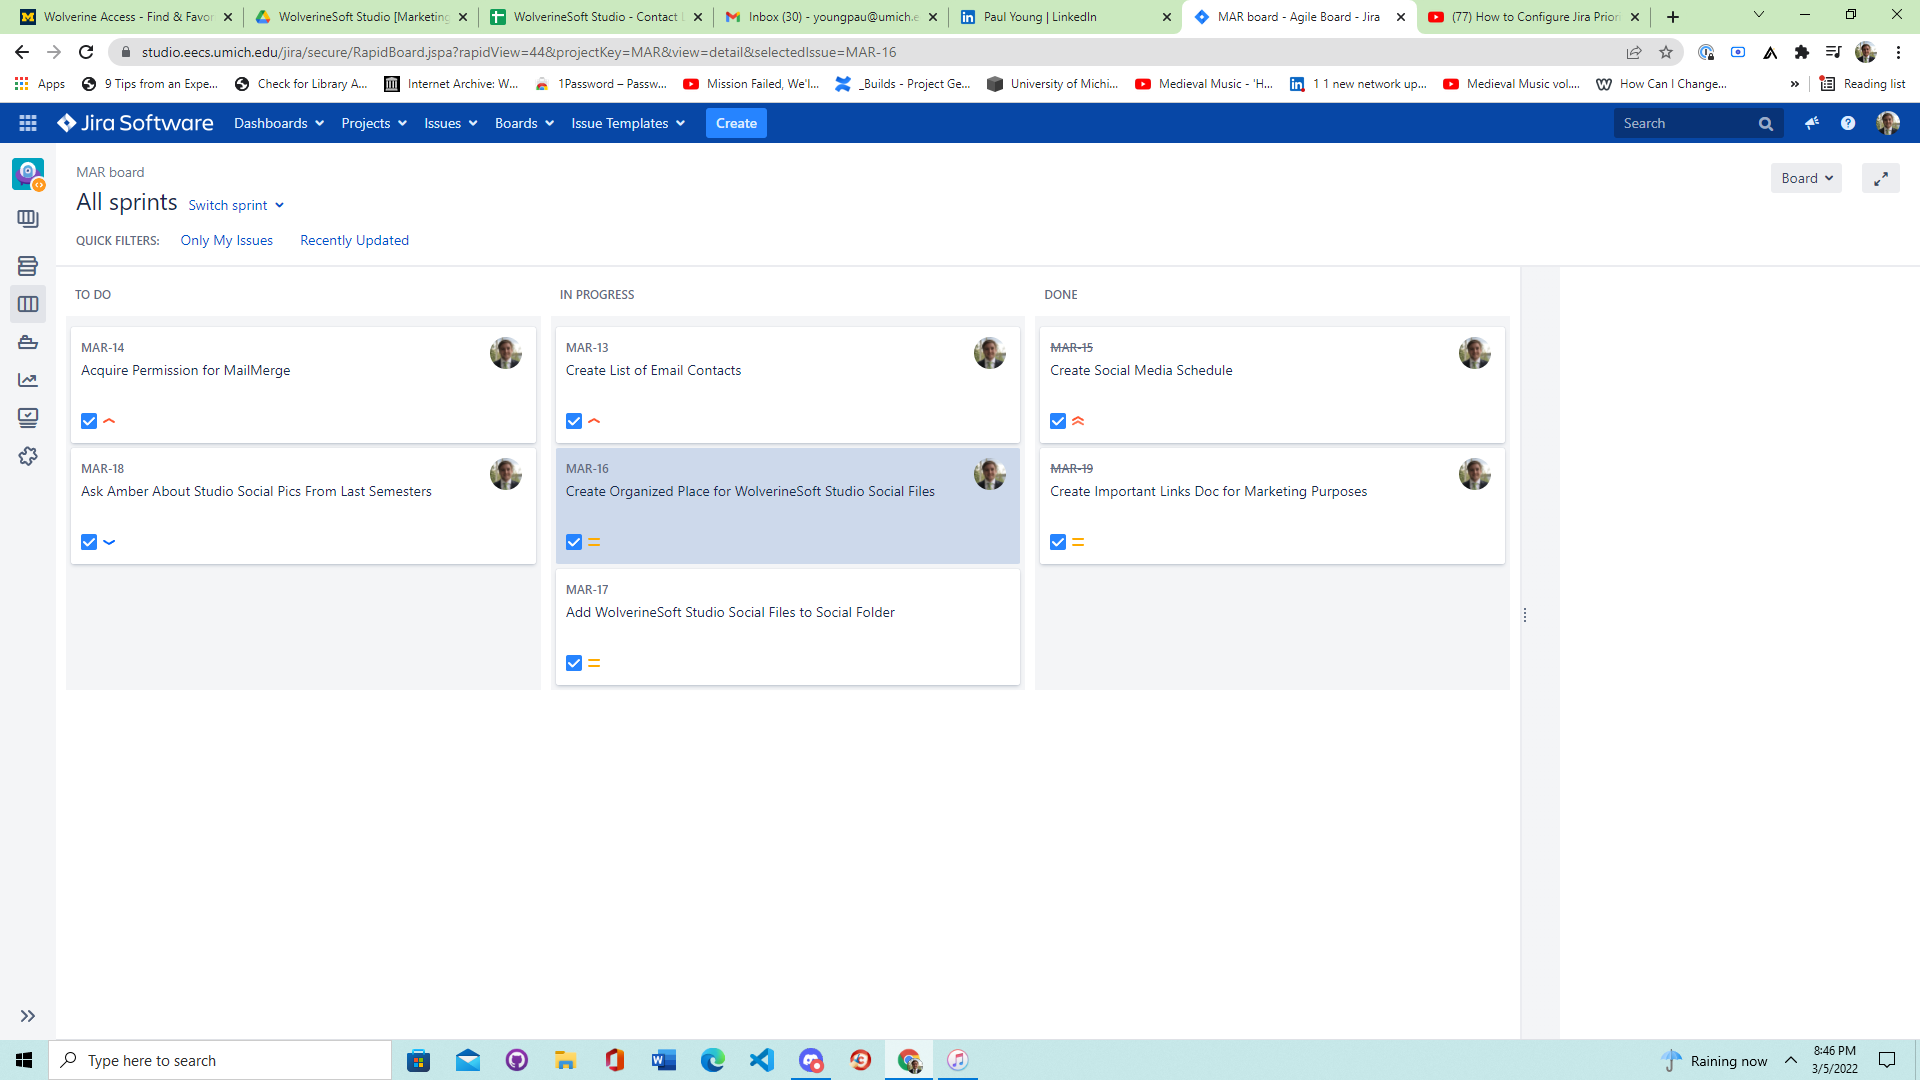 Wolverine Access - Find & Favor
WolverineSoft Studio [Marketing
WolverineSoft Studio - Contact L
Inbox (30) - youngpau@umich.e
Paul Young | LinkedIn
MAR board - Agile Board - Jira
(77) How to Configure Jira Prior
studio.eecs.umich.edu/jira/secure/RapidBoard.jspa?rapidView=44&projectKey=MAR&view=detail&selectedIssue=MAR-16
Apps
9 Tips from an Expe...
Check for Library A...
Internet Archive: W...
1Password – Passw...
Mission Failed, We'l...
_Builds - Project Ge...
University of Michi...
Medieval Music - 'H...
1 1 new network up...
Medieval Music vol....
How Can I Change...
»
Reading list
Jira Software
Dashboards
Projects
Issues
Boards
Issue Templates
Create
Search
MAR board
Board
All sprints
Switch sprint
QUICK FILTERS:
Only My Issues
Recently Updated
TO DO
IN PROGRESS
DONE
MAR-14
Acquire Permission for MailMerge
MAR-18
Ask Amber About Studio Social Pics From Last Semesters
MAR-13
Create List of Email Contacts
MAR-16
Create Organized Place for WolverineSoft Studio Social Files
MAR-17
Add WolverineSoft Studio Social Files to Social Folder
MAR-15
Create Social Media Schedule
MAR-19
Create Important Links Doc for Marketing Purposes
Type here to search
Raining now
8:46 PM
3/5/2022